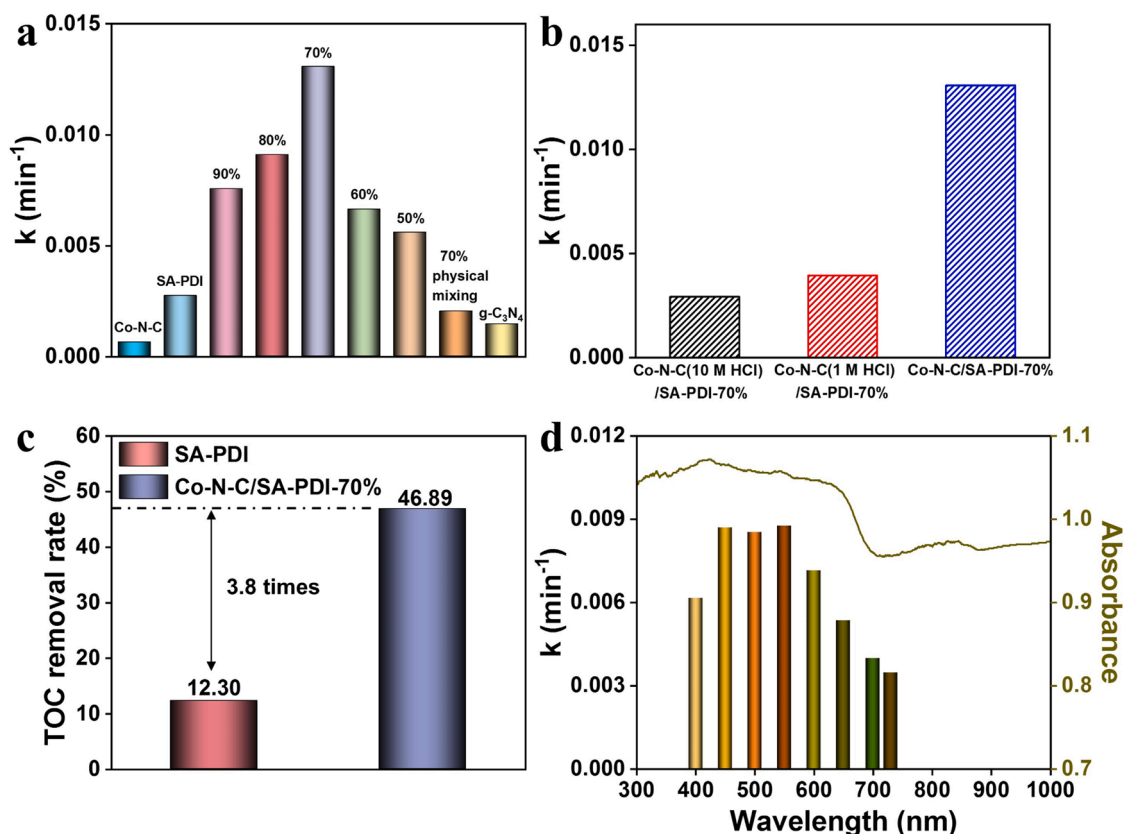 a
0.015
0.010
0.005
0.000
k (min⁻¹)
Co-N-C
SA-PDI
90%
80%
70%
60%
50%
70%
physical
mixing
g-C₃N₄
b
0.015
0.010
0.005
0.000
k (min⁻¹)
Co-N-C(10 M HCl)
/SA-PDI-70%
Co-N-C(1 M HCl)
/SA-PDI-70%
Co-N-C/SA-PDI-70%
c
60
50
40
30
20
10
0
TOC removal rate (%)
SA-PDI
Co-N-C/SA-PDI-70%
46.89
3.8 times
12.30
d
0.012
0.009
0.006
0.003
0.000
k (min⁻¹)
1.1
1.0
0.9
0.8
0.7
Absorbance
300 400 500 600 700 800 900 1000
Wavelength (nm)